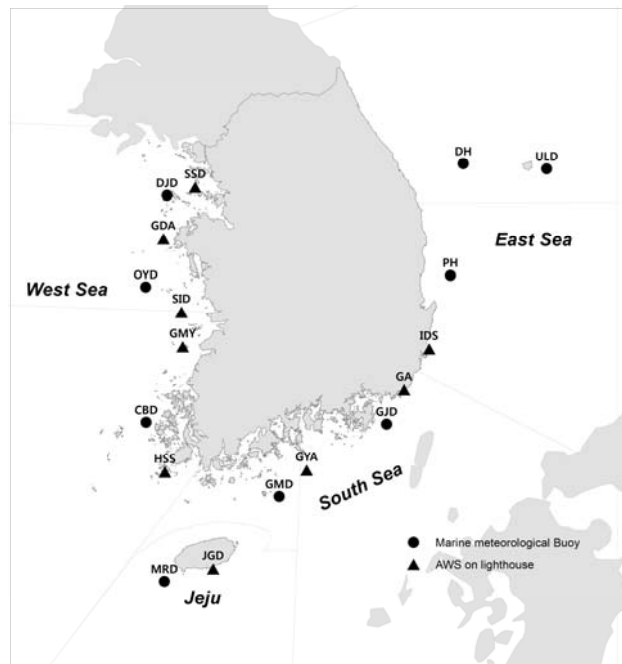 DH
ULD
SSD
DJD
GDA
East Sea
PH
OYD
West Sea
SID
GMY
IDS
GA
CBD
GJD
HSS
GYA
GMD
South Sea
Marine meteorological Buoy
JGD
AWS on lighthouse
MRD
Jeju